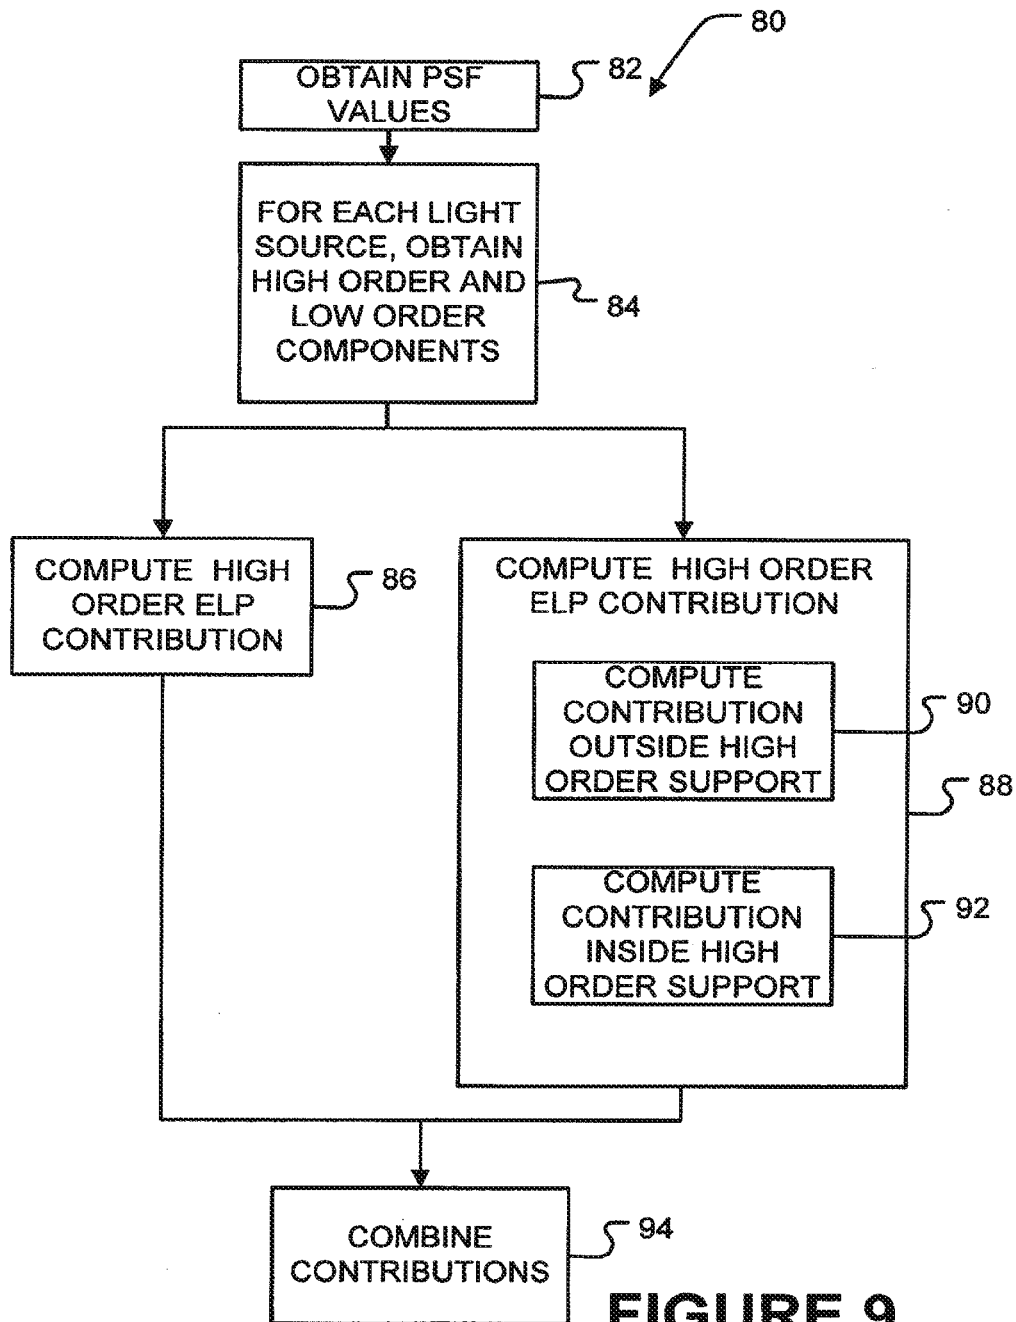 80
OBTAIN PSF
VALUES
82
FOR EACH LIGHT
SOURCE, OBTAIN
HIGH ORDER AND
LOW ORDER
COMPONENTS
84
COMPUTE HIGH
ORDER ELP
CONTRIBUTION
86
COMPUTE HIGH ORDER
ELP CONTRIBUTION
COMPUTE
CONTRIBUTION
OUTSIDE HIGH
ORDER SUPPORT
90
88
COMPUTE
CONTRIBUTION
INSIDE HIGH
ORDER SUPPORT
92
COMBINE
CONTRIBUTIONS
94
FIGURE 9